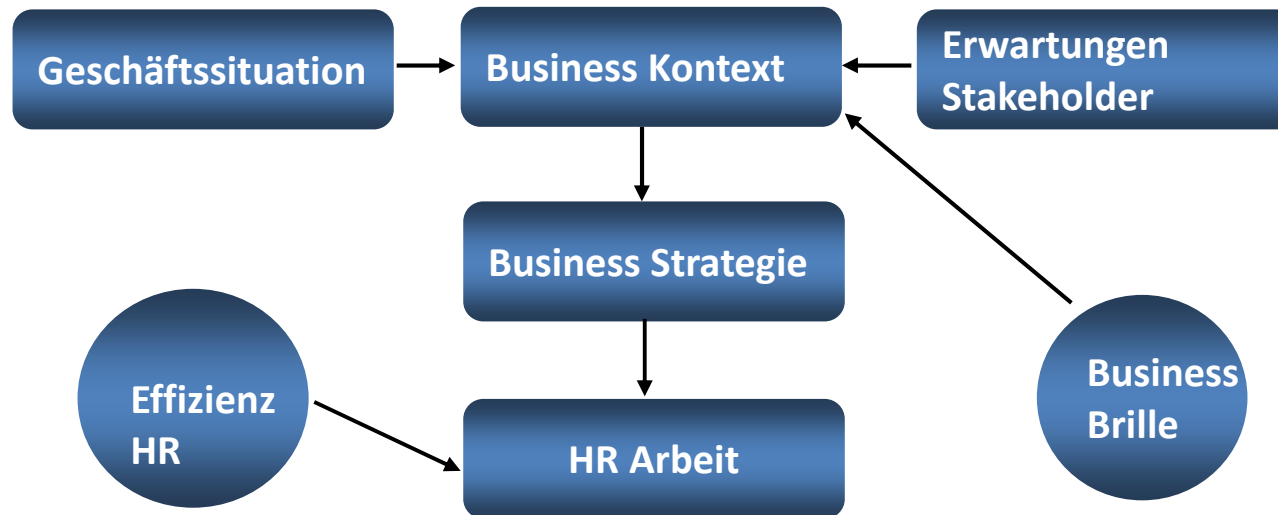 Geschäftssituation
Business Kontext
Erwartungen
Stakeholder
Business Strategie
Effizienz
HR
Business
Brille
HR Arbeit